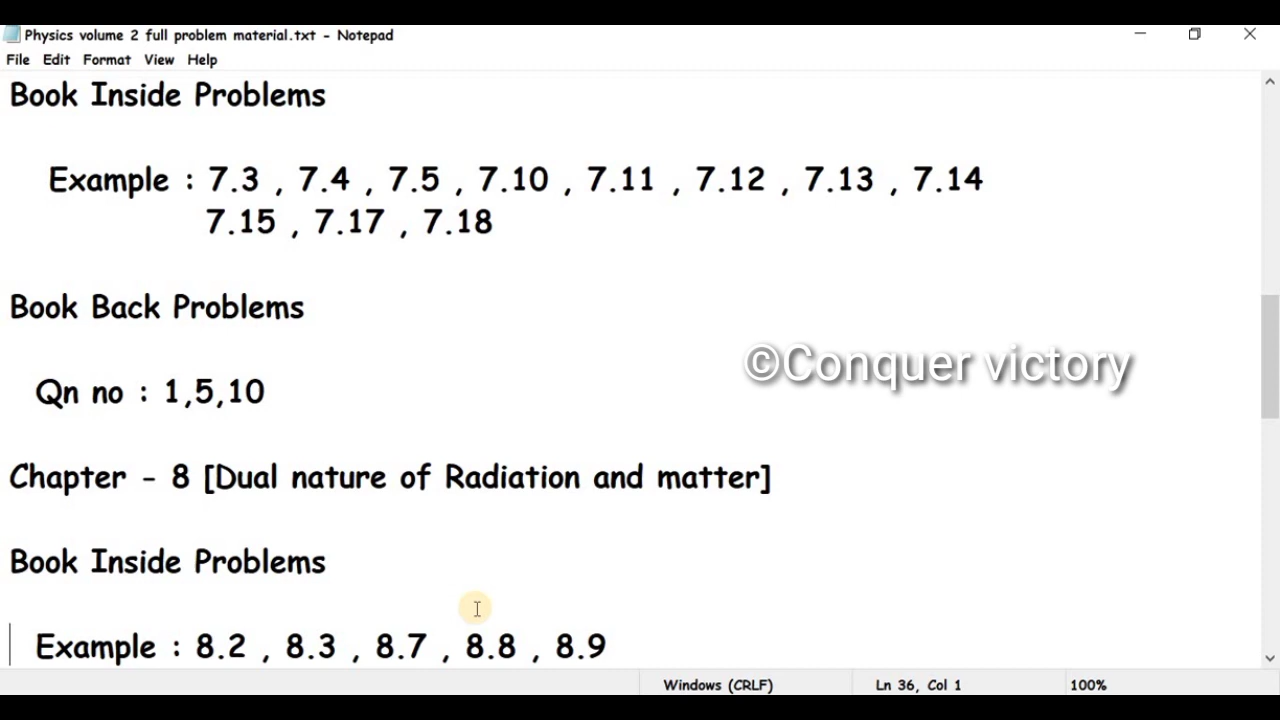 Physics volume 2 full problem material.txt - Notepad
File Edit Format View Help
Book Inside Problems
Example : 7.3 , 7.4 , 7.5 , 7.10 , 7.11 , 7.12 , 7.13 , 7.14
7.15 , 7.17 , 7.18
Book Back Problems
©Conquer victory
Qn no : 1,5,10
Chapter - 8 [Dual nature of Radiation and matter]
Book Inside Problems
Example : 8.2 , 8.3 , 8.7 , 8.8 , 8.9
Windows (CRLF) Ln 36, Col 1 100%